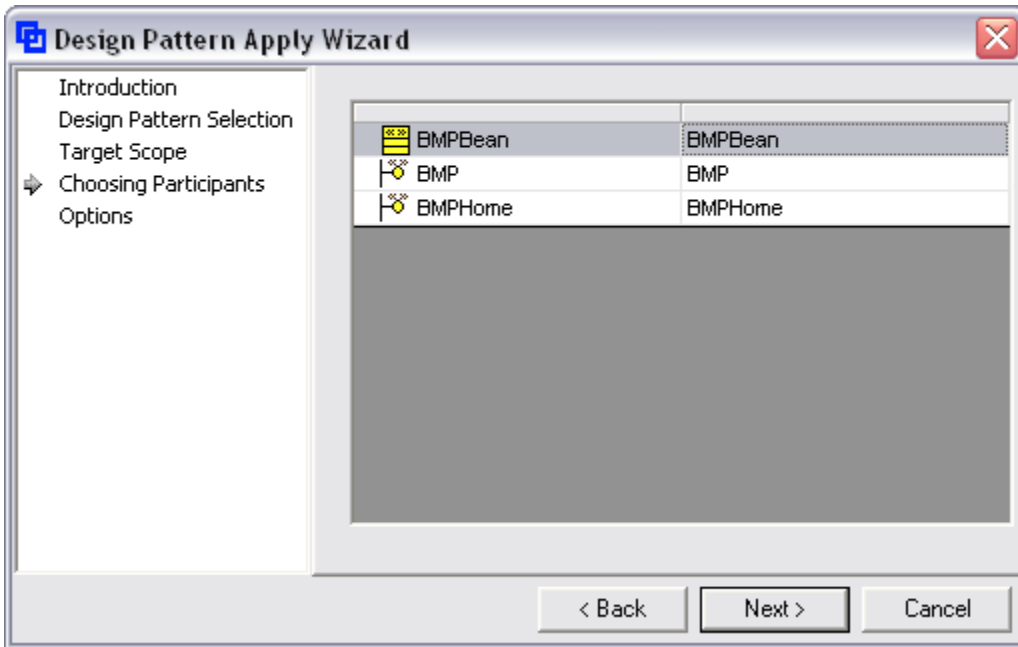 Design Pattern Apply Wizard
Introduction
Design Pattern Selection
Target Scope
Choosing Participants
Options
BMPBean BMPBean
BMP BMP
BMPHome BMPHome
< Back Next > Cancel